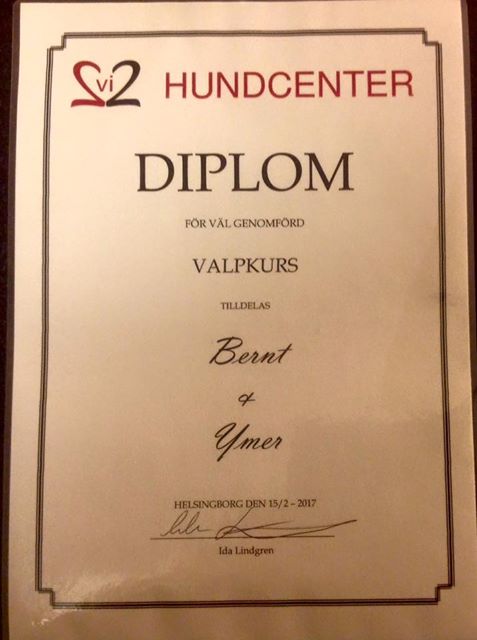 vi2 HUNDCENTER
DIPLOM
FÖR VÄL GENOMFÖRD
VALPKURS
TILLDELAS
Bernt
&
Ymer
HELSINGBORG DEN 15/2 – 2017
Ida Lindgren